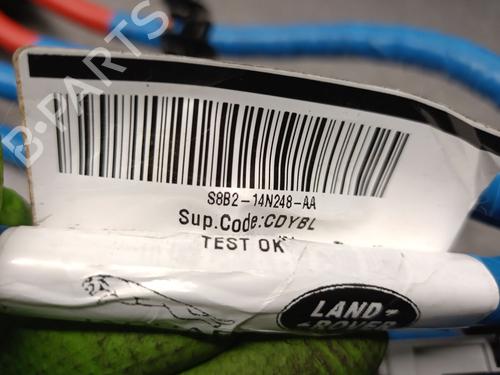 B-PARTS
S8B2-14N248-AA
Sup.Code:CDYBL
TEST OK
LAND-
ROVER